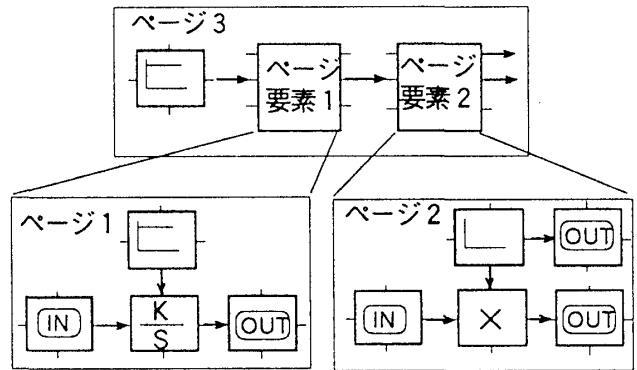 ページ3
ページ
要素1
ページ
要素2
ページ1
IN
K
S
OUT
ページ2
OUT
IN
×
OUT